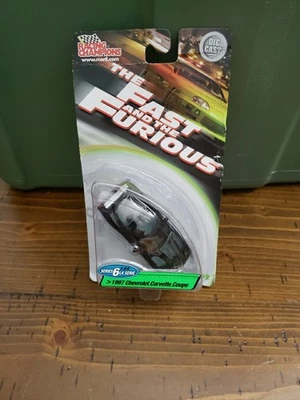 RACING
CHAMPIONS
www.rcertl.com
DIE
CAST
THE
FAST
AND THE
FURIOUS
SERIES 6 LA SERIE
> 1997 Chevrolet Corvette Coupe